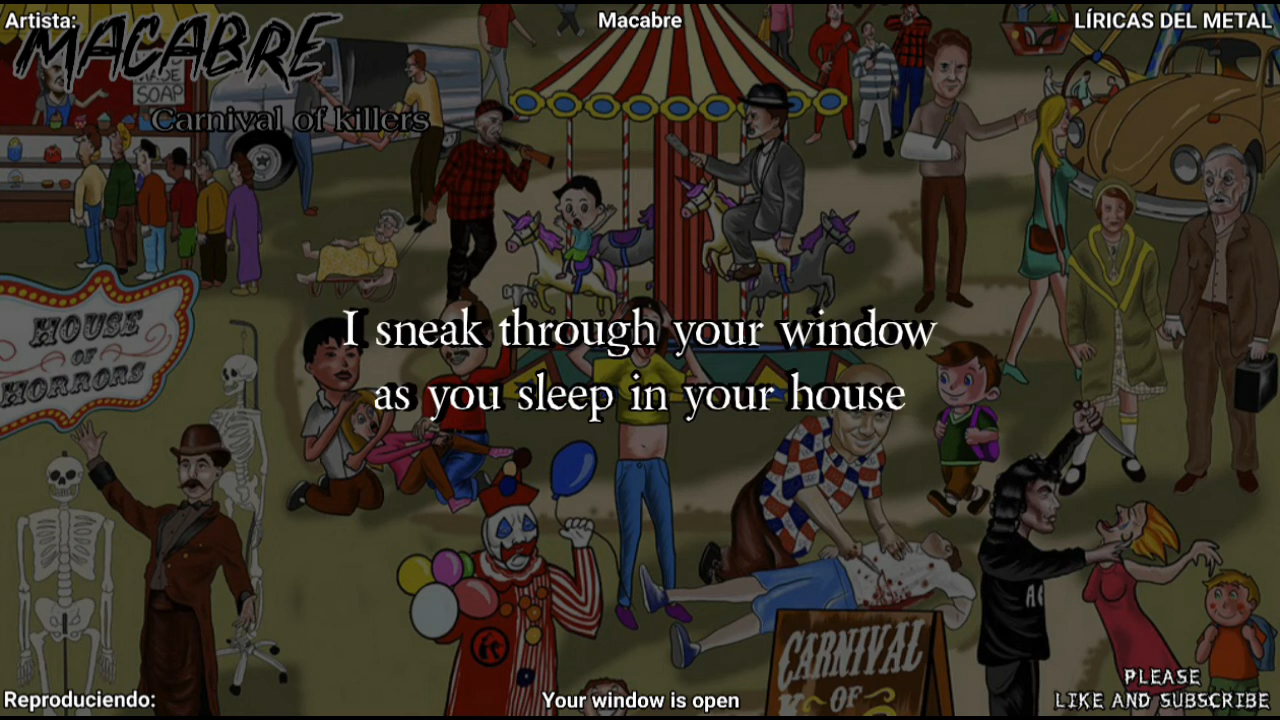 Artista:
Macabre
LÍRICAS DEL METAL
MACABRE
MADE
SOAP
Carnival of killers
HOUSE
OF
HORRORS
I sneak through your window
as you sleep in your house
CARNIVAL
OF
PLEASE
LIKE AND SUBSCRIBE
Reproduciendo:
Your window is open